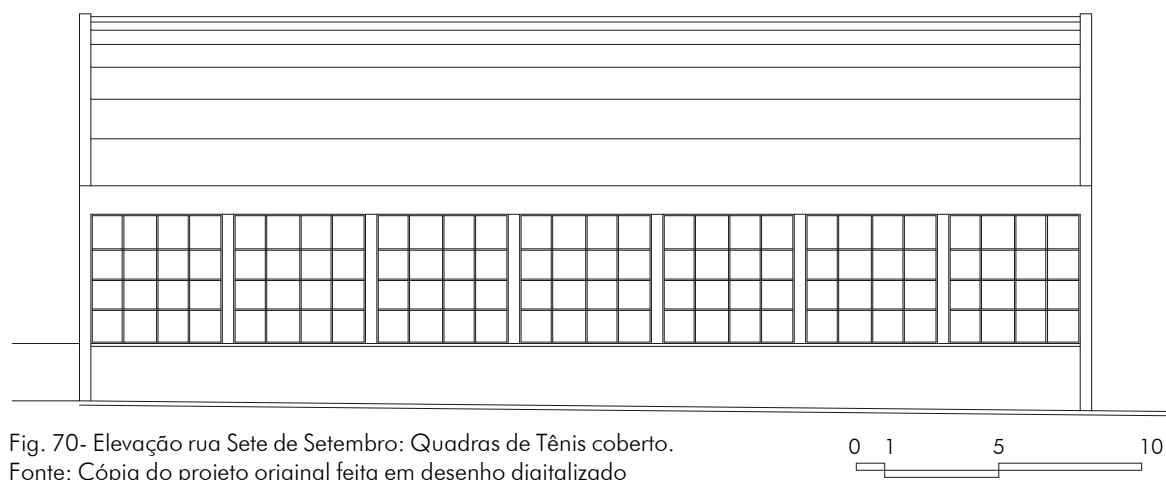 Fig. 70- Elevação rua Sete de Setembro: Quadras de Tênis coberto.
Fonte: Cópia do projeto original feita em desenho digitalizado
0 1 5 10